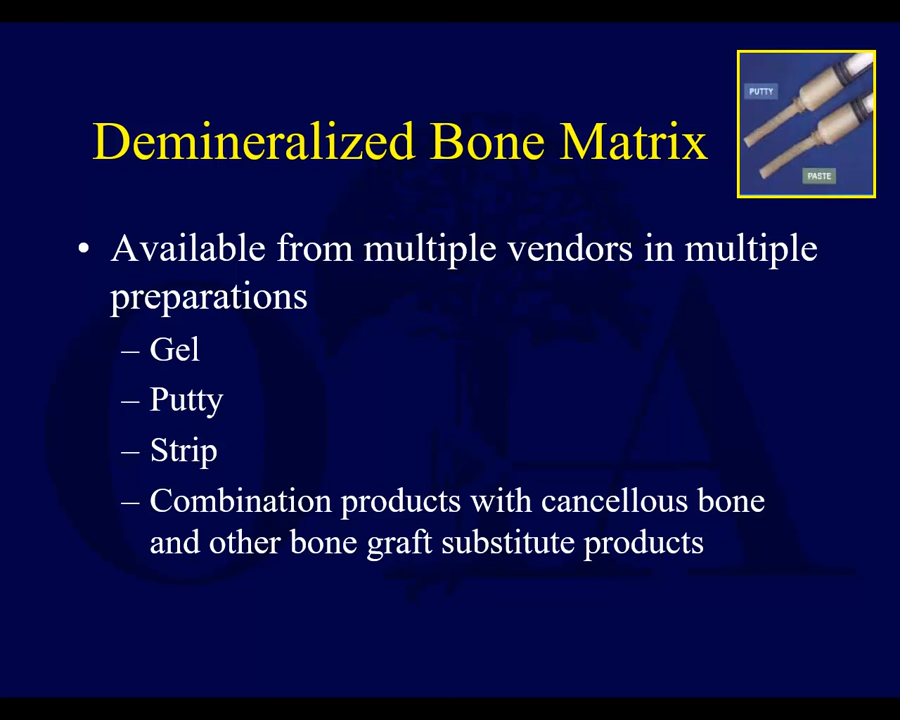 Demineralized Bone Matrix
PUTTY
PASTE
• Available from multiple vendors in multiple
preparations
– Gel
– Putty
– Strip
– Combination products with cancellous bone
and other bone graft substitute products
OTA